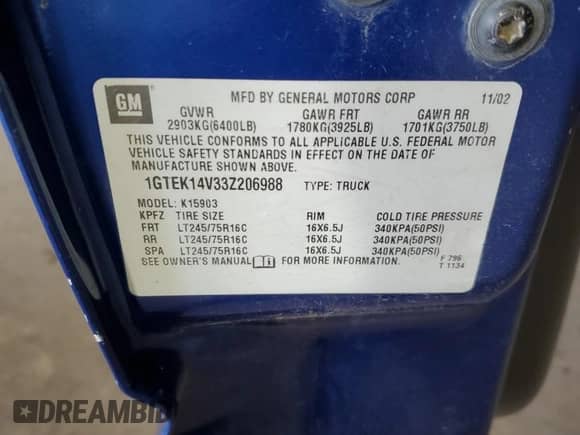 GM
MFD BY GENERAL MOTORS CORP 11/02
GVWR GAWR FRT GAWR RR
2903KG(6400LB) 1780KG(3925LB) 1701KG(3750LB)
THIS VEHICLE CONFORMS TO ALL APPLICABLE U.S. FEDERAL MOTOR
VEHICLE SAFETY STANDARDS IN EFFECT ON THE DATE OF
MANUFACTURE SHOWN ABOVE.
1GTEK14V33Z206988 TYPE: TRUCK
MODEL: K15903
KPFZ TIRE SIZE RIM COLD TIRE PRESSURE
FRT LT245/75R16C 16X6.5J 340KPA(50PSI)
RR LT245/75R16C 16X6.5J 340KPA(50PSI)
SPA LT245/75R16C 16X6.5J 340KPA(50PSI)
SEE OWNER'S MANUAL FOR MORE INFORMATION.
F 796
T 1134
DREAMBID